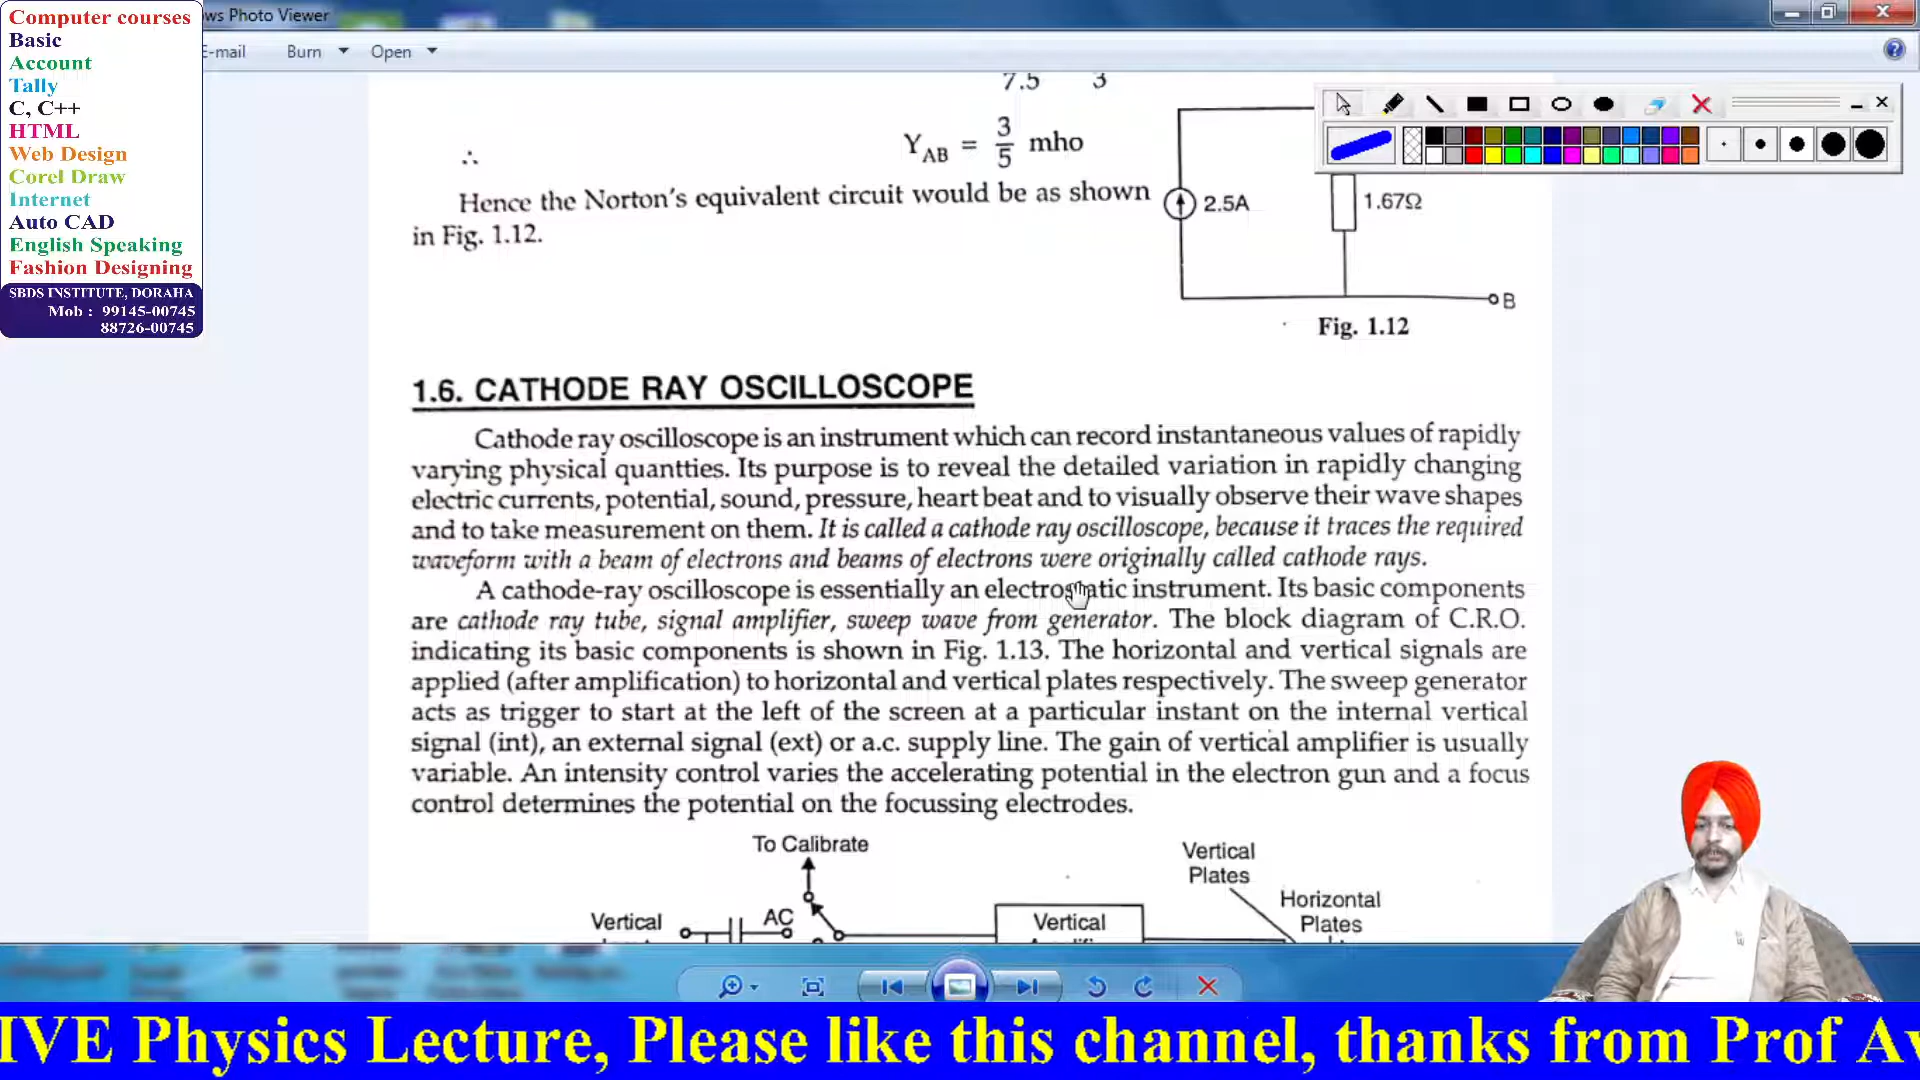 Computer courses
Basic
Account
Tally
C, C++
HTML
Web Design
Corel Draw
Internet
Auto CAD
English Speaking
Fashion Designing
SBDS INSTITUTE, DORAHA
Mob : 99145-00745
88726-00745
ws Photo Viewer
E-mail Burn Open
7.5 3
∴ Y_AB = 3/5 mho
Hence the Norton's equivalent circuit would be as shown
in Fig. 1.12.
2.5A 1.67Ω
B
Fig. 1.12
1.6. CATHODE RAY OSCILLOSCOPE
Cathode ray oscilloscope is an instrument which can record instantaneous values of rapidly
varying physical quantties. Its purpose is to reveal the detailed variation in rapidly changing
electric currents, potential, sound, pressure, heart beat and to visually observe their wave shapes
and to take measurement on them. It is called a cathode ray oscilloscope, because it traces the required
waveform with a beam of electrons and beams of electrons were originally called cathode rays.
A cathode-ray oscilloscope is essentially an electrostatic instrument. Its basic components
are cathode ray tube, signal amplifier, sweep wave from generator. The block diagram of C.R.O.
indicating its basic components is shown in Fig. 1.13. The horizontal and vertical signals are
applied (after amplification) to horizontal and vertical plates respectively. The sweep generator
acts as trigger to start at the left of the screen at a particular instant on the internal vertical
signal (int), an external signal (ext) or a.c. supply line. The gain of vertical amplifier is usually
variable. An intensity control varies the accelerating potential in the electron gun and a focus
control determines the potential on the focussing electrodes.
To Calibrate
Vertical
Plates
Horizontal
Plates
Vertical
AC
Vertical
IVE Physics Lecture, Please like this channel, thanks from Prof Av